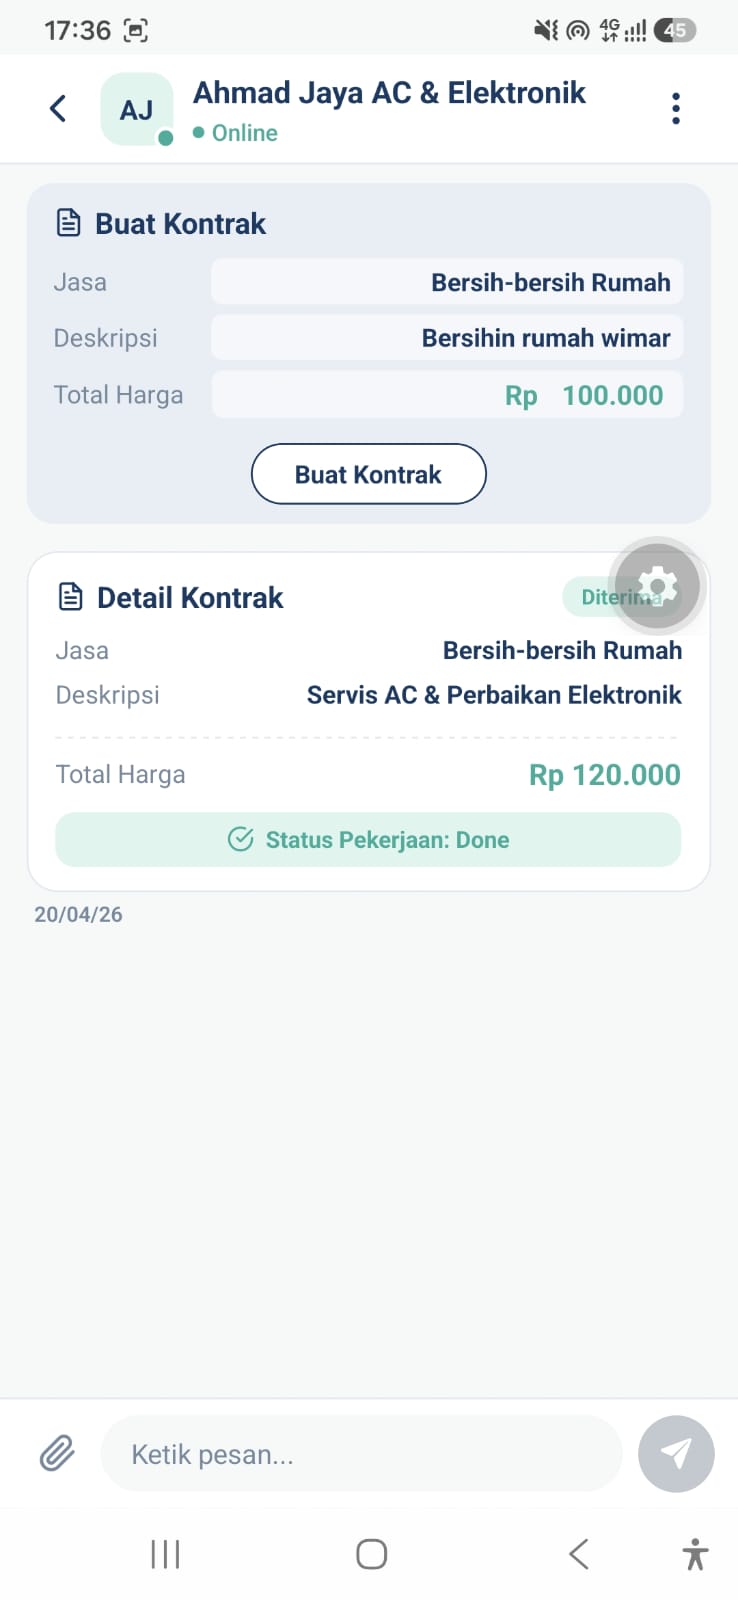 17:36
4G
45
AJ
Ahmad Jaya AC & Elektronik
Online
Buat Kontrak
Jasa
Bersih-bersih Rumah
Deskripsi
Bersihin rumah wimar
Total Harga
Rp 100.000
Buat Kontrak
Detail Kontrak
Diterima
Jasa
Bersih-bersih Rumah
Deskripsi
Servis AC & Perbaikan Elektronik
Total Harga
Rp 120.000
Status Pekerjaan: Done
20/04/26
Ketik pesan...